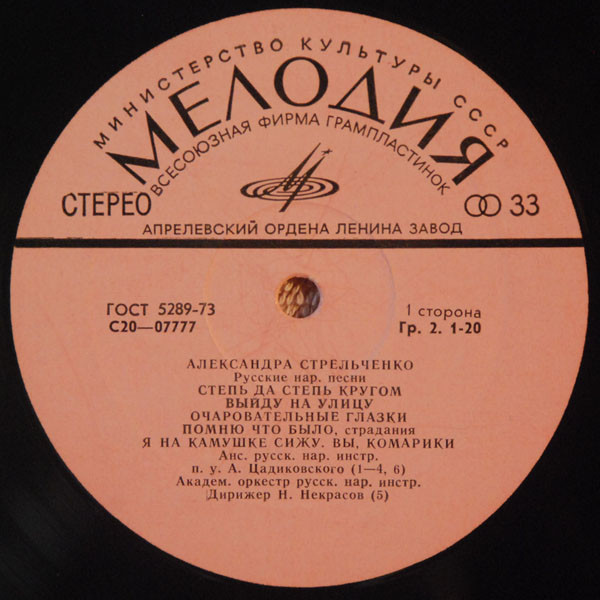 МИНИСТЕРСТВО КУЛЬТУРЫ СССР
МЕЛОДИЯ
ВСЕСОЮЗНАЯ ФИРМА ГРАМПЛАСТИНОК
СТЕРЕО
33
АПРЕЛЕВСКИЙ ОРДЕНА ЛЕНИНА ЗАВОД
ГОСТ 5289-73
С20—07777
1 сторона
Гр. 2. 1-20
АЛЕКСАНДРА СТРЕЛЬЧЕНКО
Русские нар. песни
СТЕПЬ ДА СТЕПЬ КРУГОМ
ВЫЙДУ НА УЛИЦУ
ОЧАРОВАТЕЛЬНЫЕ ГЛАЗКИ
ПОМНЮ ЧТО БЫЛО, страдания
Я НА КАМУШКЕ СИЖУ. ВЫ, КОМАРИКИ
Анс. русск. нар. инстр.
п. у. А. Цадиковского (1—4, 6)
Академ. оркестр русск. нар. инстр.
Дирижер Н. Некрасов (5)